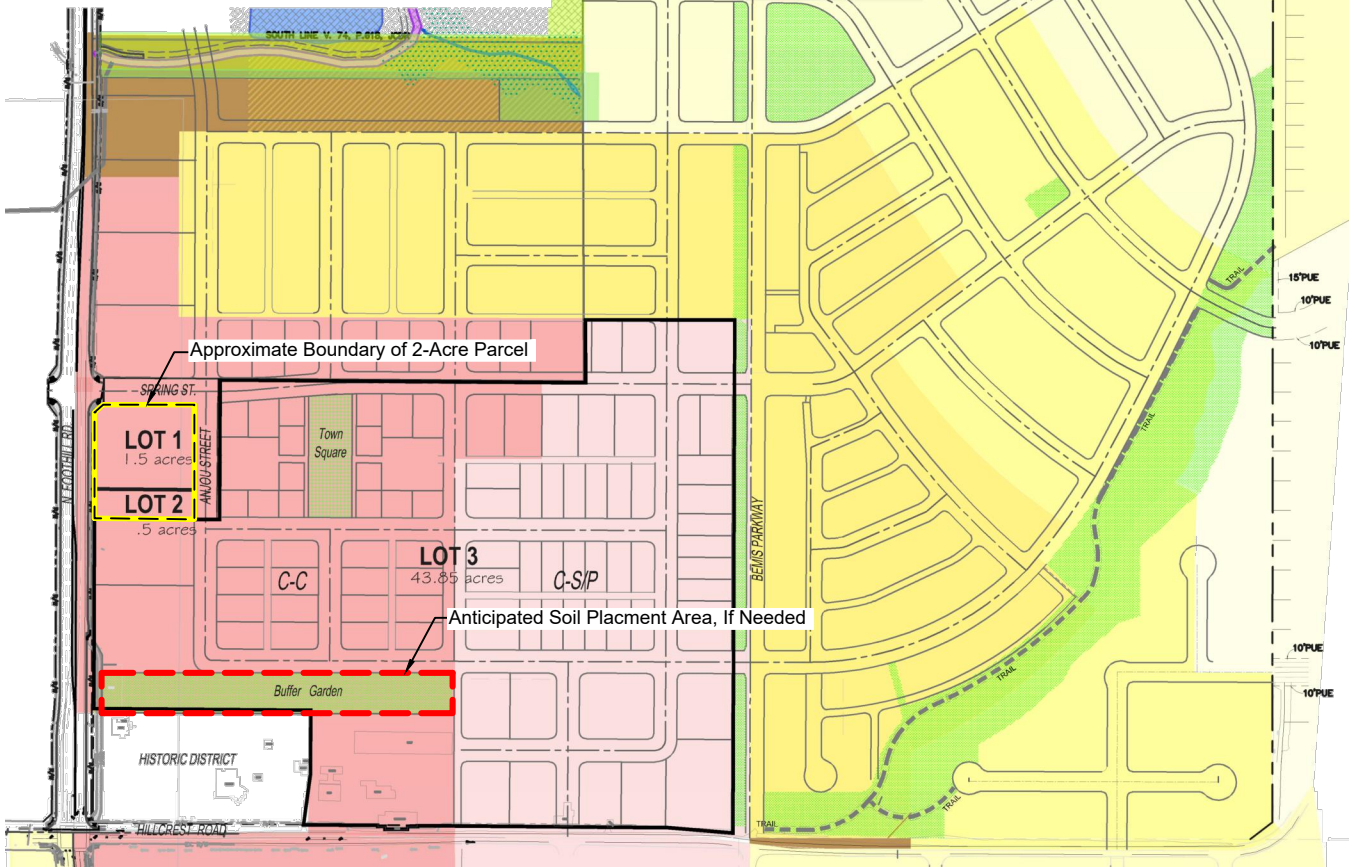 SOUTH LINE V. 74, P.618, JCDR
15'PUE
10'PUE
10'PUE
TRAIL
Approximate Boundary of 2-Acre Parcel
SPRING ST.
LOT 1
1.5 acres
LOT 2
.5 acres
N FOOTHILL RD
ANJOU STREET
Town
Square
TRAIL
LOT 3
43.85 acres
C-C
C-S/P
BEMIS PARKWAY
Anticipated Soil Placment Area, If Needed
Buffer Garden
10'PUE
10'PUE
TRAIL
HISTORIC DISTRICT
HILLCREST ROAD
TRAIL
TRAIL